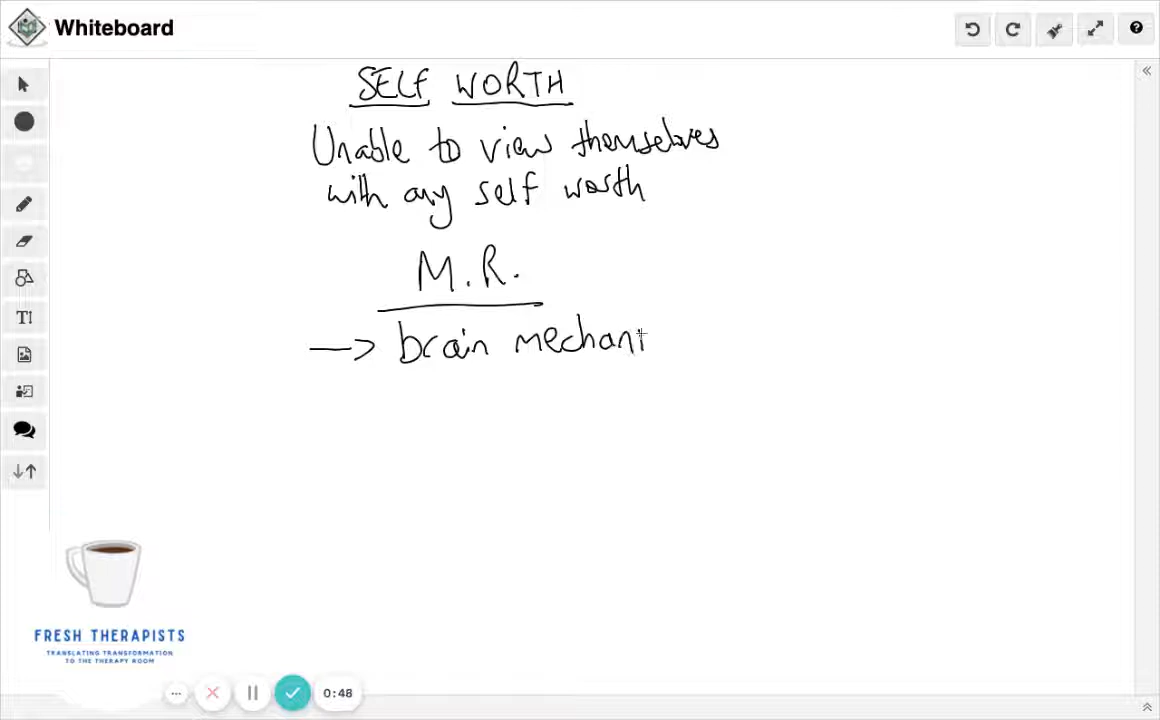 Whiteboard
SELF WORTH
Unable to view themselves
with any self worth
M.R.
→ brain mechani
FRESH THERAPISTS
TRANSLATING TRANSFORMATION
TO THE THERAPY ROOM
0:48